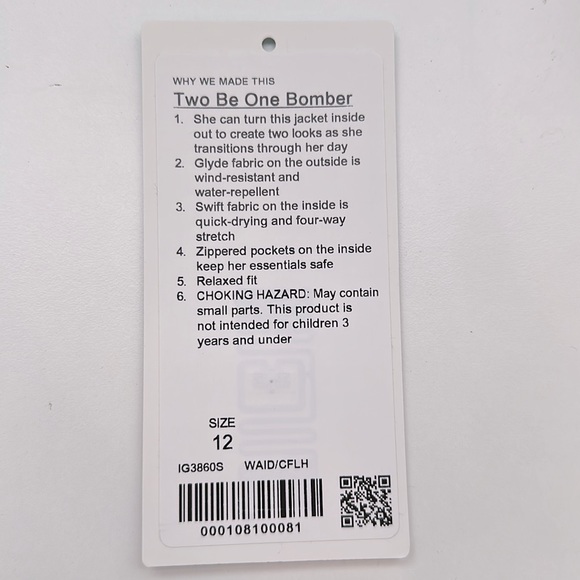 WHY WE MADE THIS
Two Be One Bomber
1. She can turn this jacket inside
out to create two looks as she
transitions through her day
2. Glyde fabric on the outside is
wind-resistant and
water-repellent
3. Swift fabric on the inside is
quick-drying and four-way
stretch
4. Zippered pockets on the inside
keep her essentials safe
5. Relaxed fit
6. CHOKING HAZARD: May contain
small parts. This product is
not intended for children 3
years and under
SIZE
12
IG3860S WAID/CFLH
000108100081